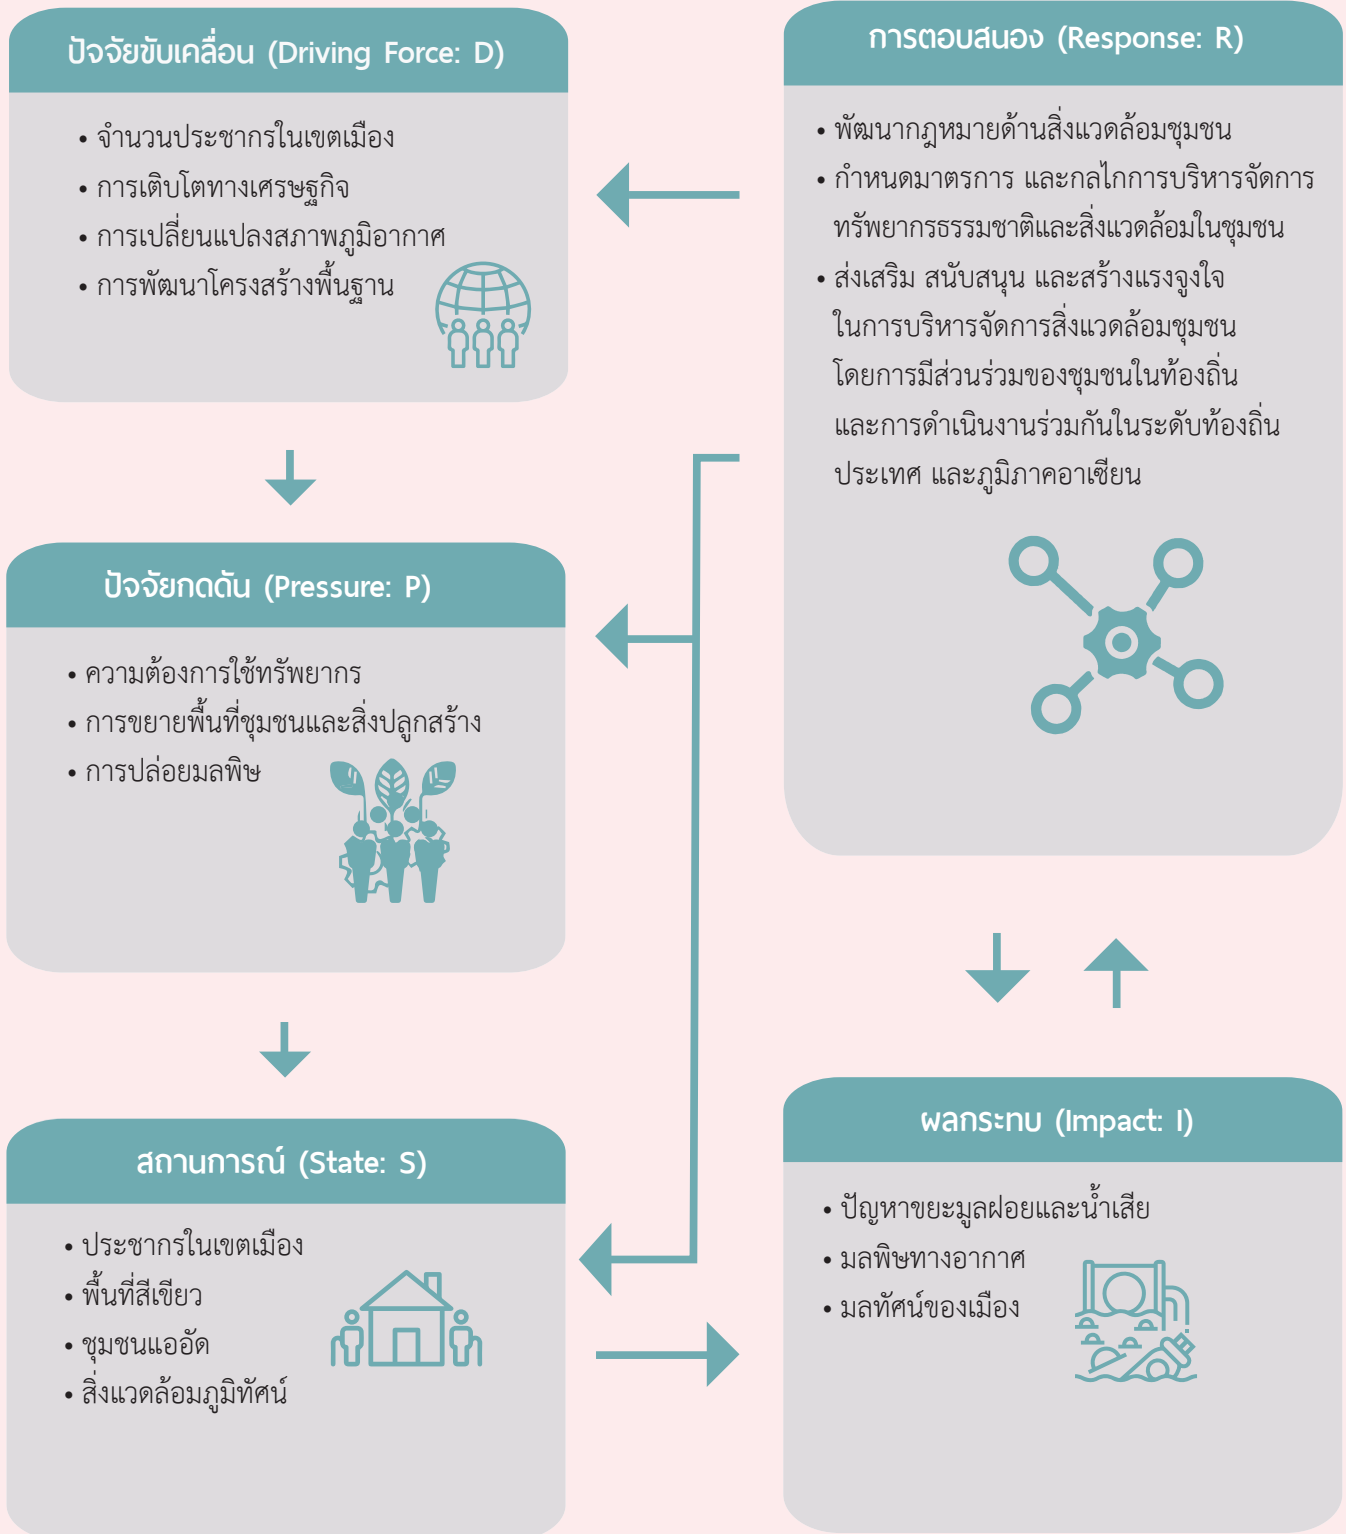 ปัจจัยขับเคลื่อน (Driving Force: D)
• จำนวนประชากรในเขตเมือง
• การเติบโตทางเศรษฐกิจ
• การเปลี่ยนแปลงสภาพภูมิอากาศ
• การพัฒนาโครงสร้างพื้นฐาน
การตอบสนอง (Response: R)
• พัฒนากฎหมายด้านสิ่งแวดล้อมชุมชน
• กำหนดมาตรการ และกลไกการบริหารจัดการ
ทรัพยากรธรรมชาติและสิ่งแวดล้อมในชุมชน
• ส่งเสริม สนับสนุน และสร้างแรงจูงใจ
ในการบริหารจัดการสิ่งแวดล้อมชุมชน
โดยการมีส่วนร่วมของชุมชนในท้องถิ่น
และการดำเนินงานร่วมกันในระดับท้องถิ่น
ประเทศ และภูมิภาคอาเซียน
ปัจจัยกดดัน (Pressure: P)
• ความต้องการใช้ทรัพยากร
• การขยายพื้นที่ชุมชนและสิ่งปลูกสร้าง
• การปล่อยมลพิษ
สถานการณ์ (State: S)
• ประชากรในเขตเมือง
• พื้นที่สีเขียว
• ชุมชนแออัด
• สิ่งแวดล้อมภูมิทัศน์
ผลกระทบ (Impact: I)
• ปัญหาขยะมูลฝอยและน้ำเสีย
• มลพิษทางอากาศ
• มลทัศน์ของเมือง